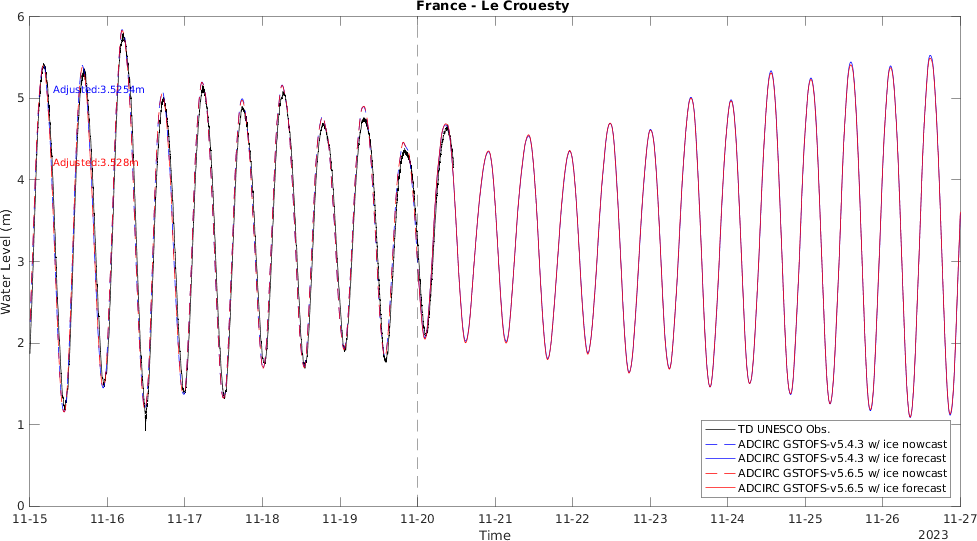 France - Le Crouesty
6
5
4
3
2
1
0
Water Level (m)
Adjusted:3.5254m
Adjusted:3.528m
TD UNESCO Obs.
ADCIRC GSTOFS-v5.4.3 w/ ice nowcast
ADCIRC GSTOFS-v5.4.3 w/ ice forecast
ADCIRC GSTOFS-v5.6.5 w/ ice nowcast
ADCIRC GSTOFS-v5.6.5 w/ ice forecast
11-15 11-16 11-17 11-18 11-19 11-20 11-21 11-22 11-23 11-24 11-25 11-26 11-27
Time
2023